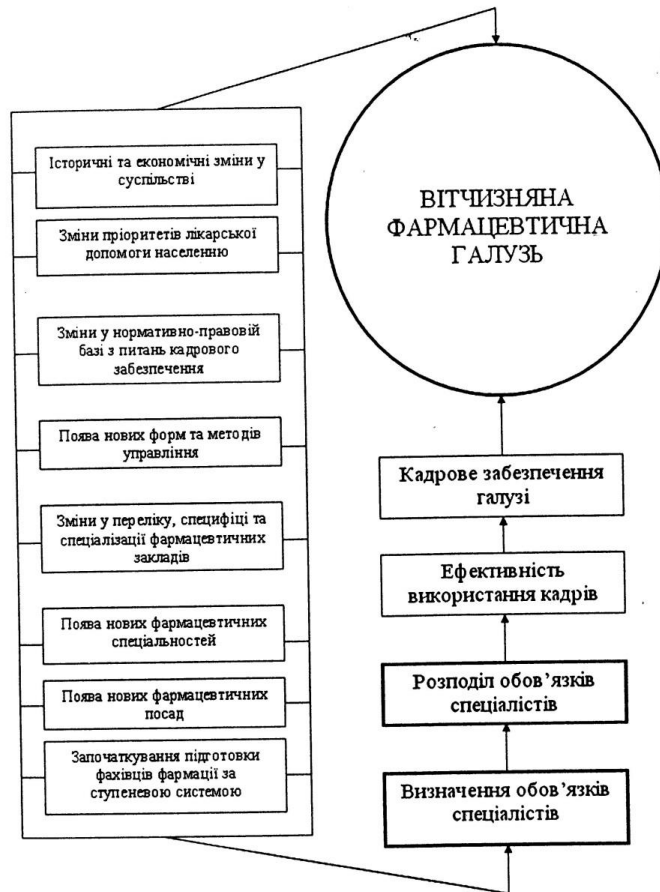 Історичні та економічні зміни у
суспільстві
Зміни пріоритетів лікарської
допомоги населенню
Зміни у нормативно-правовій
базі з питань кадрового
забезпечення
Поява нових форм та методів
управління
Зміни у переліку, специфіці та
спеціалізації фармацевтичних
закладів
Поява нових фармацевтичних
спеціальностей
Поява нових фармацевтичних
посад
Започаткування підготовки
фахівців фармації за
ступеневою системою
ВІТЧИЗНЯНА
ФАРМАЦЕВТИЧНА
ГАЛУЗЬ
Кадрове забезпечення
галузі
Ефективність
використання кадрів
Розподіл обов’язків
спеціалістів
Визначення обов’язків
спеціалістів